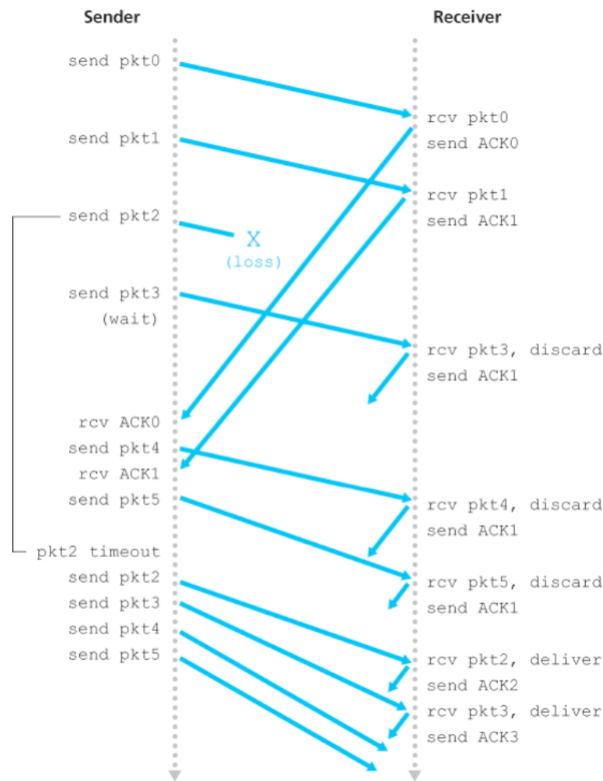 Sender
Receiver
send pkt0
rcv pkt0
send ACK0
send pkt1
rcv pkt1
send ACK1
send pkt2
X
(loss)
send pkt3
(wait)
rcv pkt3, discard
send ACK1
rcv ACK0
send pkt4
rcv ACK1
send pkt5
rcv pkt4, discard
send ACK1
pkt2 timeout
send pkt2
send pkt3
send pkt4
send pkt5
rcv pkt5, discard
send ACK1
rcv pkt2, deliver
send ACK2
rcv pkt3, deliver
send ACK3